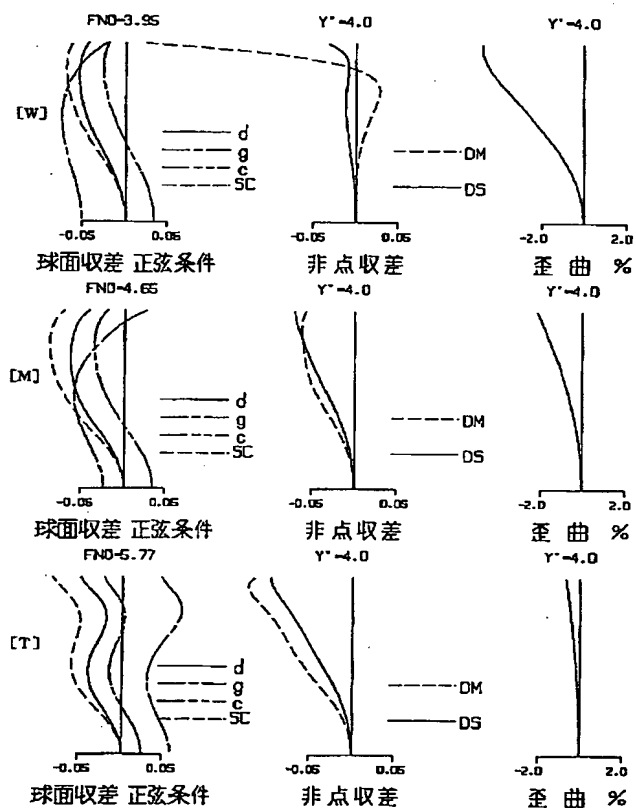 FNO-3.95 Y'-4.0 Y'-4.0
[W]
d
g
c
SC
DM
DS
-0.05 0.05 -0.05 0.05 -2.0 2.0
球面収差 正弦条件 非点収差 歪曲 %
FNO-4.65 Y'-4.0 Y'-4.0
[M]
d
g
c
SC
DM
DS
-0.05 0.05 -0.05 0.05 -2.0 2.0
球面収差 正弦条件 非点収差 歪曲 %
FNO-5.77 Y'-4.0 Y'-4.0
[T]
d
g
c
SC
DM
DS
-0.05 0.05 -0.05 0.05 -2.0 2.0
球面収差 正弦条件 非点収差 歪曲 %